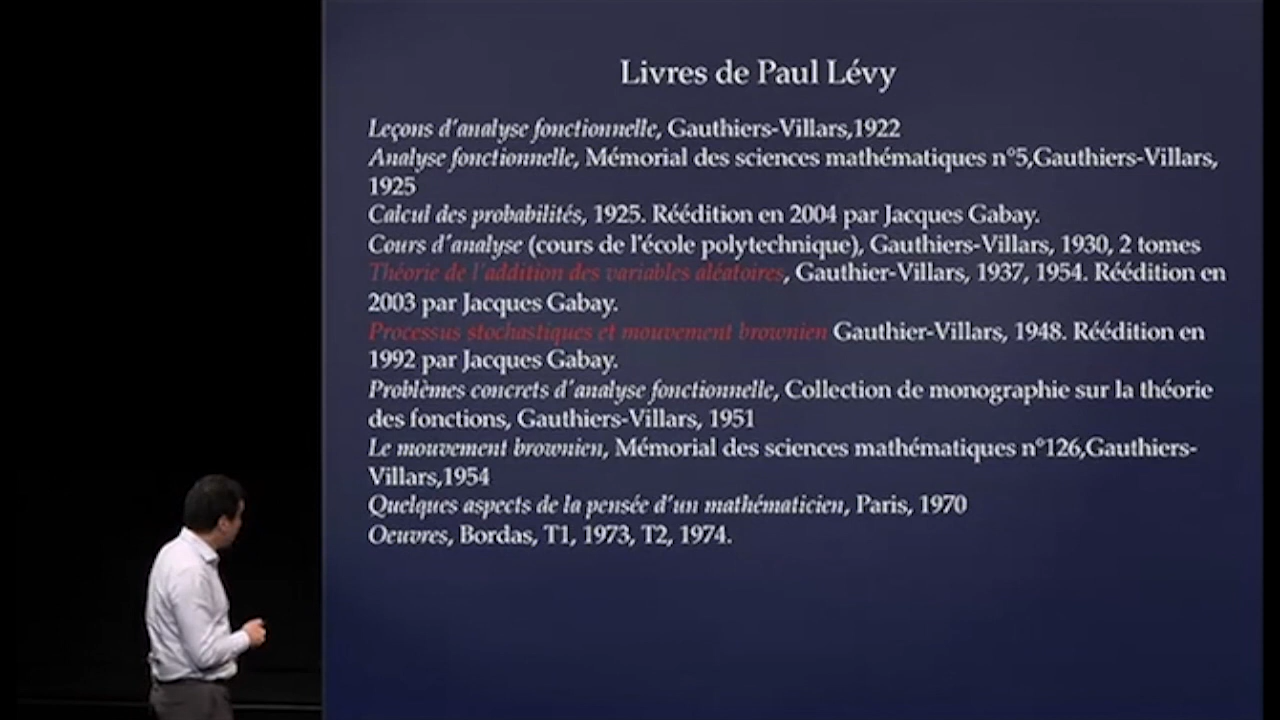 Livres de Paul Lévy
Leçons d'analyse fonctionnelle, Gauthiers-Villars,1922
Analyse fonctionnelle, Mémorial des sciences mathématiques n°5,Gauthiers-Villars,
1925
Calcul des probabilités, 1925. Réédition en 2004 par Jacques Gabay.
Cours d'analyse (cours de l'école polytechnique), Gauthiers-Villars, 1930, 2 tomes
Théorie de l'addition des variables aléatoires, Gauthier-Villars, 1937, 1954. Réédition en
2003 par Jacques Gabay.
Processus stochastiques et mouvement brownien Gauthier-Villars, 1948. Réédition en
1992 par Jacques Gabay.
Problèmes concrets d'analyse fonctionnelle, Collection de monographie sur la théorie
des fonctions, Gauthiers-Villars, 1951
Le mouvement brownien, Mémorial des sciences mathématiques n°126,Gauthiers-
Villars,1954
Quelques aspects de la pensée d'un mathématicien, Paris, 1970
Oeuvres, Bordas, T1, 1973, T2, 1974.